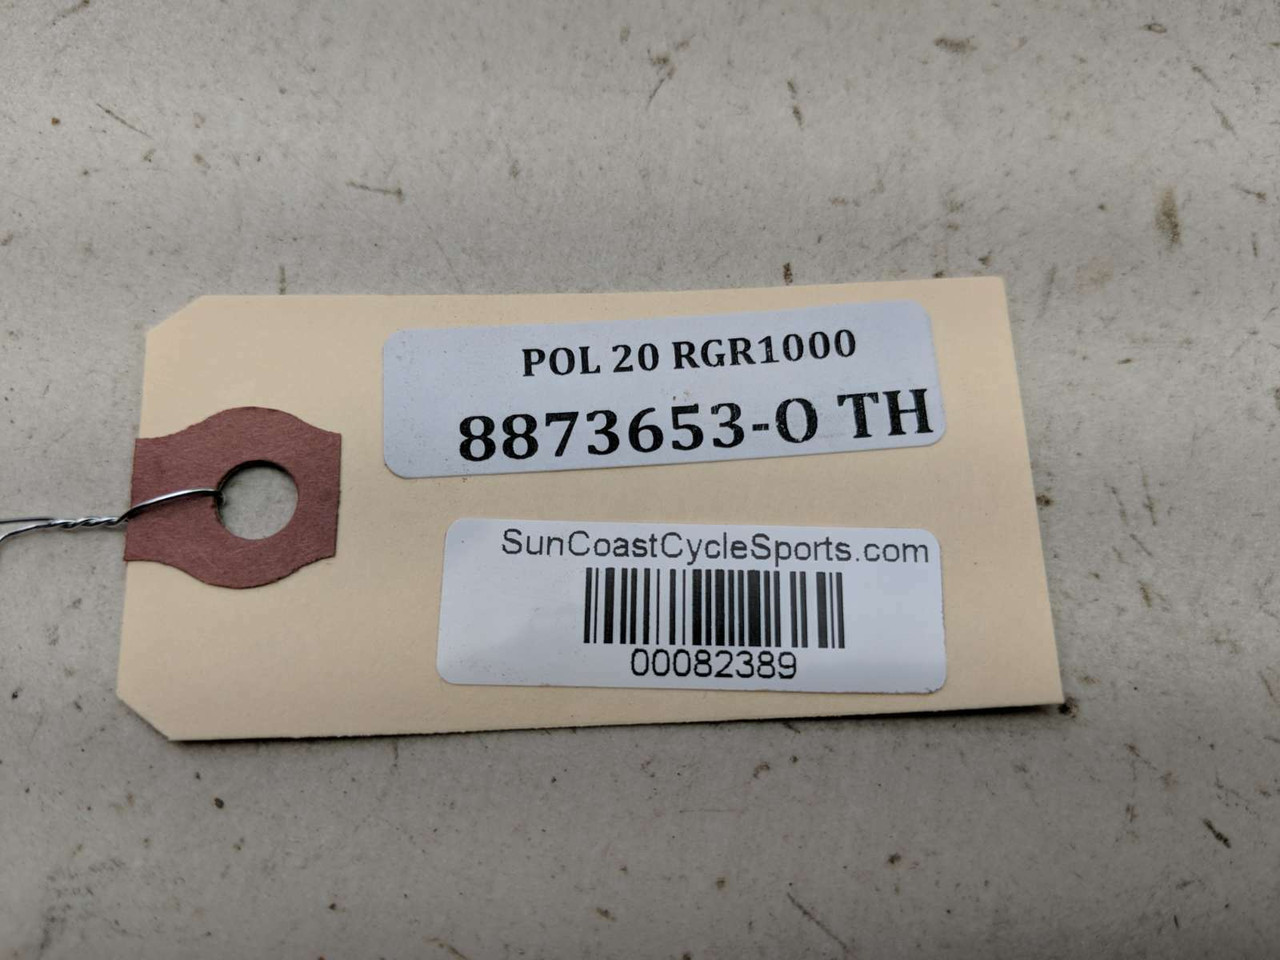 POL 20 RGR1000
8873653-O TH
SunCoastCycleSports.com
00082389